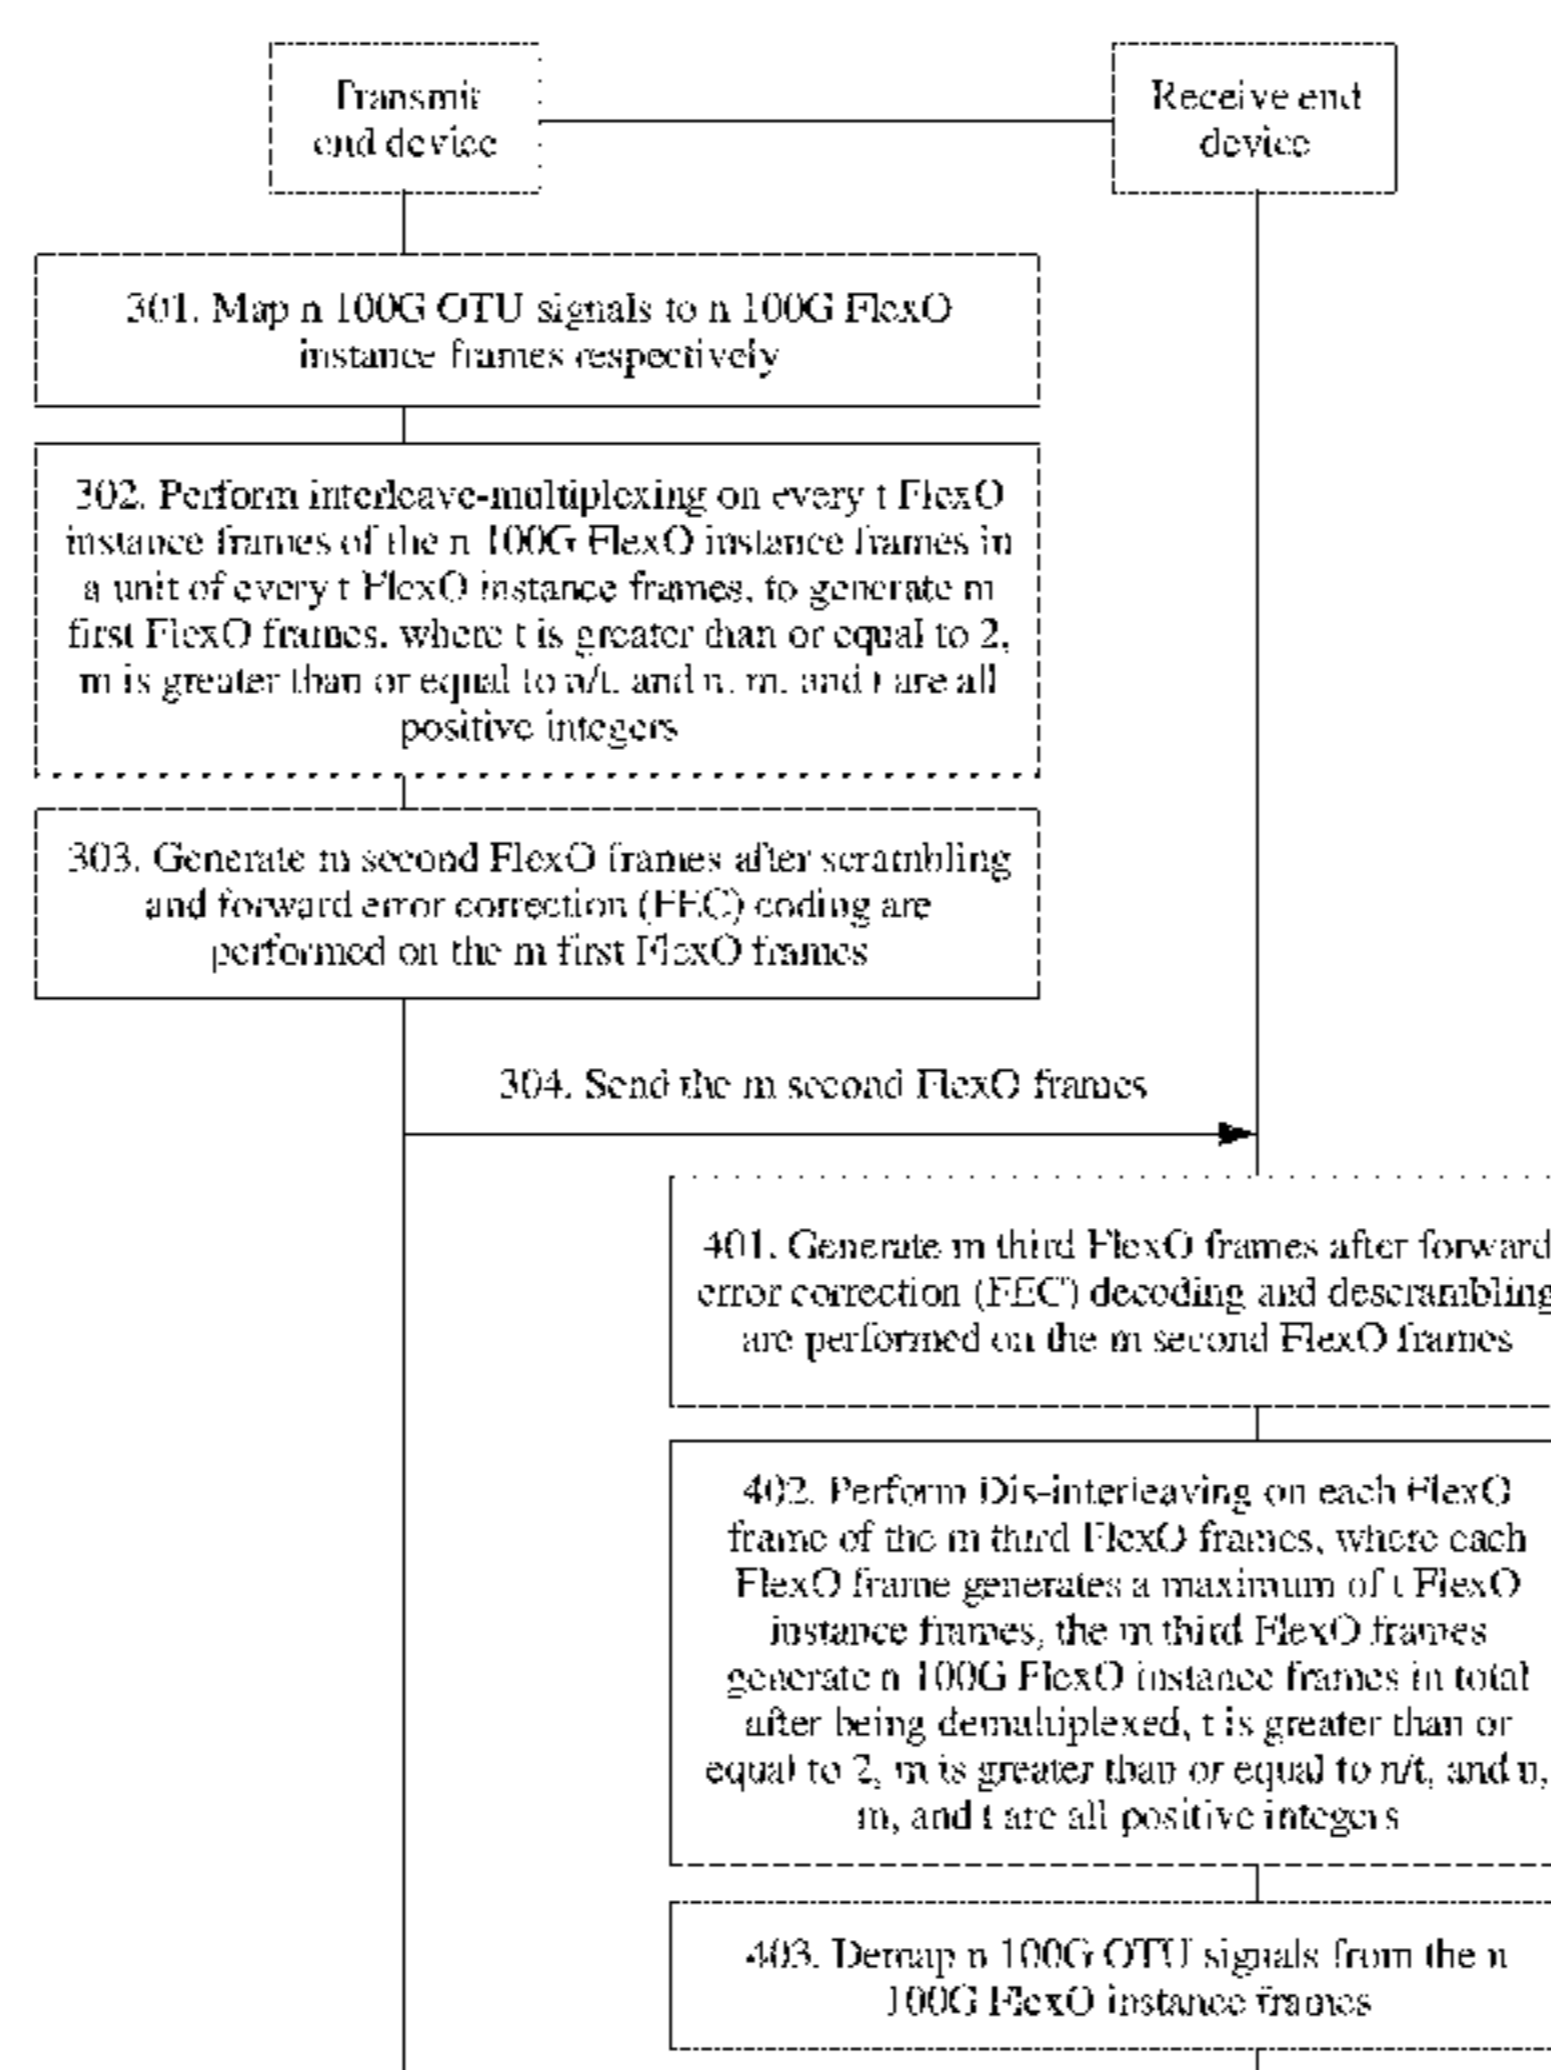 Transmit
end device
Receive end
device
301. Map n 100G OTU signals to n 100G FlexO
instance frames respectively
302. Perform interleave-multiplexing on every t FlexO
instance frames of the n 100G FlexO instance frames in
a unit of every t FlexO instance frames, to generate m
first FlexO frames, where t is greater than or equal to 2,
m is greater than or equal to n/t, and n, m, and t are all
positive integers
303. Generate m second FlexO frames after scrambling
and forward error correction (FEC) coding are
performed on the m first FlexO frames
304. Send the m second FlexO frames
401. Generate m third FlexO frames after forward
error correction (FEC) decoding and descrambling
are performed on the m second FlexO frames
402. Perform Dis-interleaving on each FlexO
frame of the m third FlexO frames, where each
FlexO frame generates a maximum of t FlexO
instance frames, the m third FlexO frames
generate n 100G FlexO instance frames in total
after being demultiplexed, t is greater than or
equal to 2, m is greater than or equal to n/t, and n,
m, and t are all positive integers
403. Demap n 100G OTU signals from the n
100G FlexO instance frames